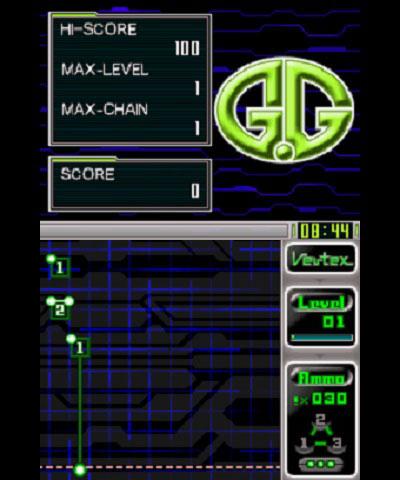 HI-SCORE
100
MAX-LEVEL
1
MAX-CHAIN
1
G.G
SCORE
0
08:44
Vertex
1
2
1
Level
01
Ammo
x030
2
1 3